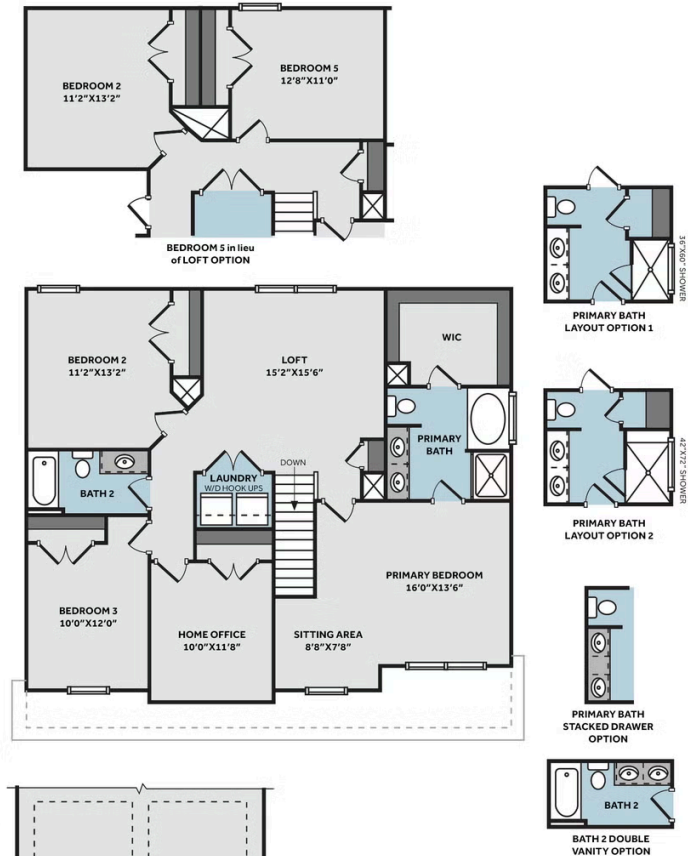 BEDROOM 2
11'2"X13'2"
BEDROOM 5
12'8"X11'0"
BEDROOM 5 in lieu
of LOFT OPTION
36"X60" SHOWER
PRIMARY BATH
LAYOUT OPTION 1
BEDROOM 2
11'2"X13'2"
LOFT
15'2"X15'6"
WIC
PRIMARY
BATH
BATH 2
LAUNDRY
W/D HOOK UPS
DOWN
42"X72" SHOWER
PRIMARY BATH
LAYOUT OPTION 2
PRIMARY BEDROOM
16'0"X13'6"
BEDROOM 3
10'0"X12'0"
HOME OFFICE
10'0"X11'8"
SITTING AREA
8'8"X7'8"
PRIMARY BATH
STACKED DRAWER
OPTION
BATH 2
BATH 2 DOUBLE
VANITY OPTION